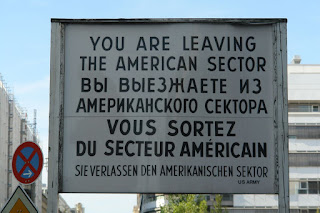 YOU ARE LEAVING
THE AMERICAN SECTOR
ВЫ ВЫЕЗЖАЕТЕ ИЗ
АМЕРИКАНСКОГО СЕКТОРА
VOUS SORTEZ
DU SECTEUR AMÉRICAIN
SIE VERLASSEN DEN AMERIKANISCHEN SEKTOR
US ARMY